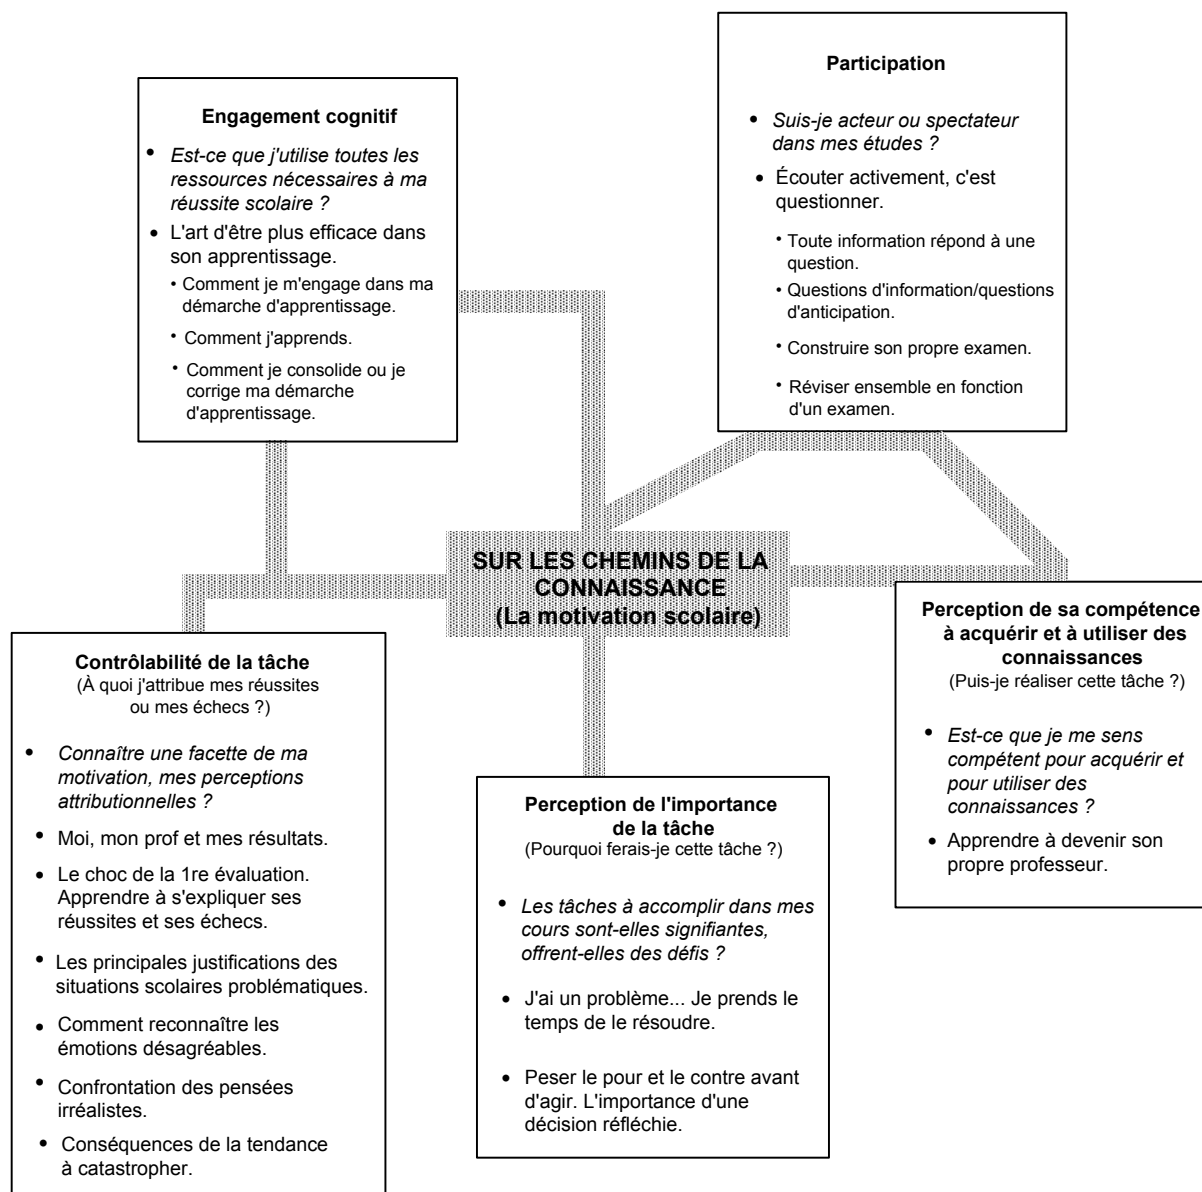 Engagement cognitif
• Est-ce que j'utilise toutes les
ressources nécessaires à ma
réussite scolaire ?
• L'art d'être plus efficace dans
son apprentissage.
• Comment je m'engage dans ma
démarche d'apprentissage.
• Comment j'apprends.
• Comment je consolide ou je
corrige ma démarche
d'apprentissage.
Participation
• Suis-je acteur ou spectateur
dans mes études ?
• Écouter activement, c'est
questionner.
• Toute information répond à une
question.
• Questions d'information/questions
d'anticipation.
• Construire son propre examen.
• Réviser ensemble en fonction
d'un examen.
SUR LES CHEMINS DE LA
CONNAISSANCE
(La motivation scolaire)
Contrôlabilité de la tâche
(À quoi j'attribue mes réussites
ou mes échecs ?)
• Connaître une facette de ma
motivation, mes perceptions
attributionnelles ?
• Moi, mon prof et mes résultats.
• Le choc de la 1re évaluation.
Apprendre à s'expliquer ses
réussites et ses échecs.
• Les principales justifications des
situations scolaires problématiques.
• Comment reconnaître les
émotions désagréables.
• Confrontation des pensées
irréalistes.
• Conséquences de la tendance
à catastropher.
Perception de l'importance
de la tâche
(Pourquoi ferais-je cette tâche ?)
• Les tâches à accomplir dans mes
cours sont-elles signifiantes,
offrent-elles des défis ?
• J'ai un problème... Je prends le
temps de le résoudre.
• Peser le pour et le contre avant
d'agir. L'importance d'une
décision réfléchie.
Perception de sa compétence
à acquérir et à utiliser des
connaissances
(Puis-je réaliser cette tâche ?)
• Est-ce que je me sens
compétent pour acquérir et
pour utiliser des
connaissances ?
• Apprendre à devenir son
propre professeur.